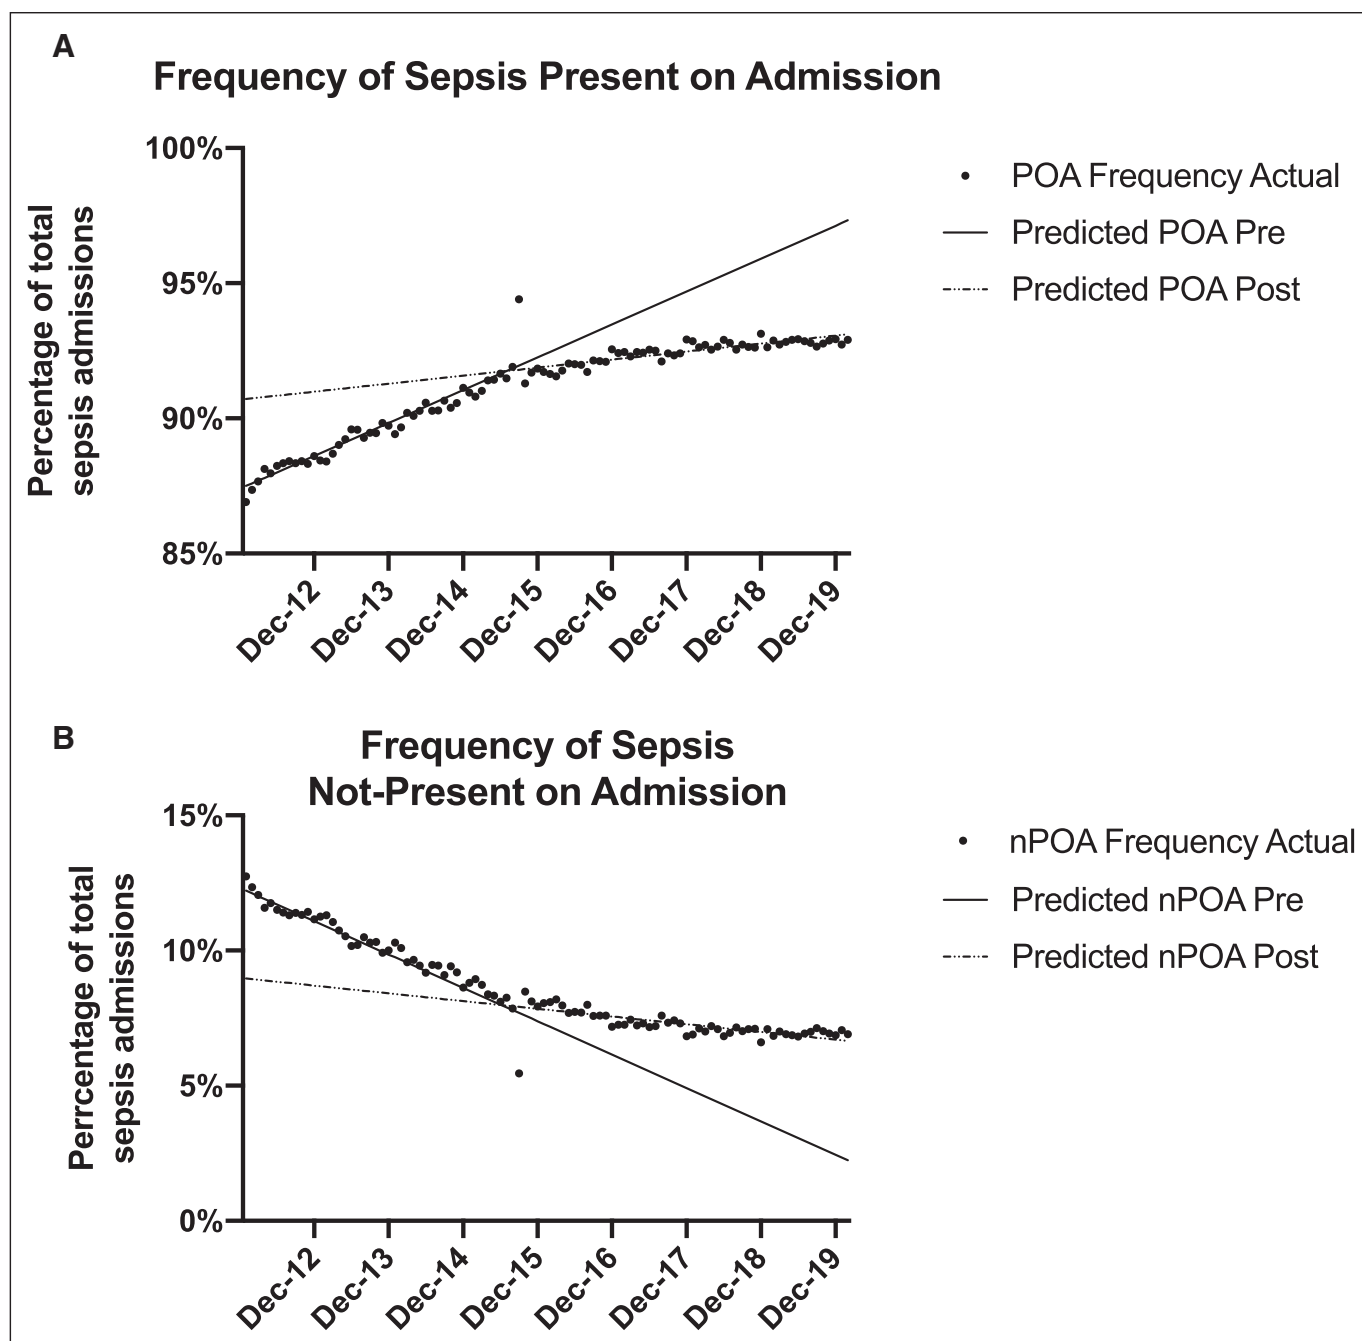 A
Frequency of Sepsis Present on Admission
100%
95%
90%
85%
Percentage of total
sepsis admissions
POA Frequency Actual
Predicted POA Pre
Predicted POA Post
Dec-12
Dec-13
Dec-14
Dec-15
Dec-16
Dec-17
Dec-18
Dec-19
B
Frequency of Sepsis
Not-Present on Admission
15%
10%
5%
0%
Perrcentage of total
sepsis admissions
nPOA Frequency Actual
Predicted nPOA Pre
Predicted nPOA Post
Dec-12
Dec-13
Dec-14
Dec-15
Dec-16
Dec-17
Dec-18
Dec-19